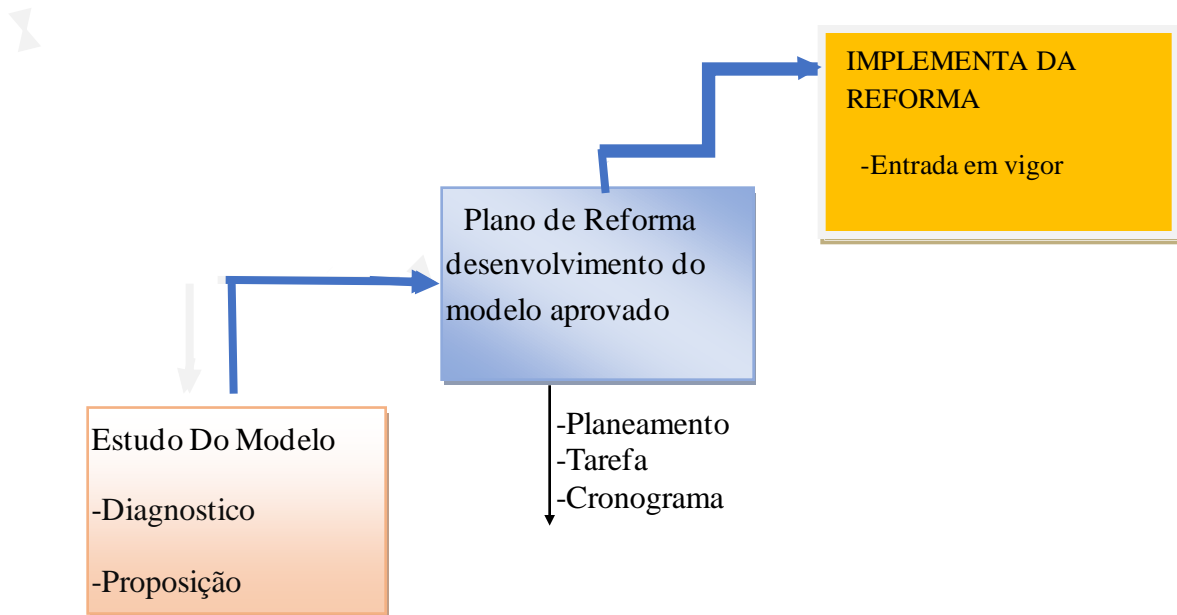 IMPLEMENTA DA
REFORMA
-Entrada em vigor
Plano de Reforma
desenvolvimento do
modelo aprovado
-Planeamento
-Tarefa
-Cronograma
Estudo Do Modelo
-Diagnostico
-Proposição